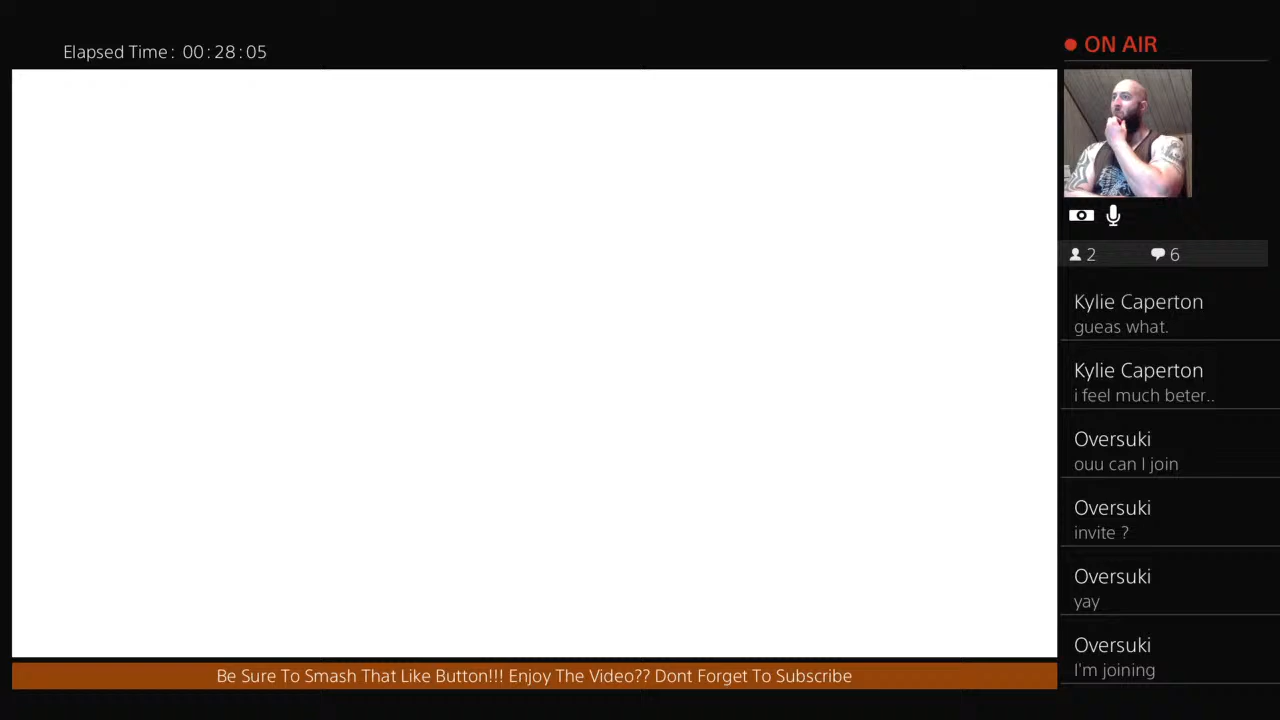 Elapsed Time: 00:28:05
ON AIR
2 6
Kylie Caperton
gueas what.
Kylie Caperton
i feel much beter..
Oversuki
ouu can I join
Oversuki
invite ?
Oversuki
yay
Oversuki
I'm joining
Be Sure To Smash That Like Button!!! Enjoy The Video?? Dont Forget To Subscribe